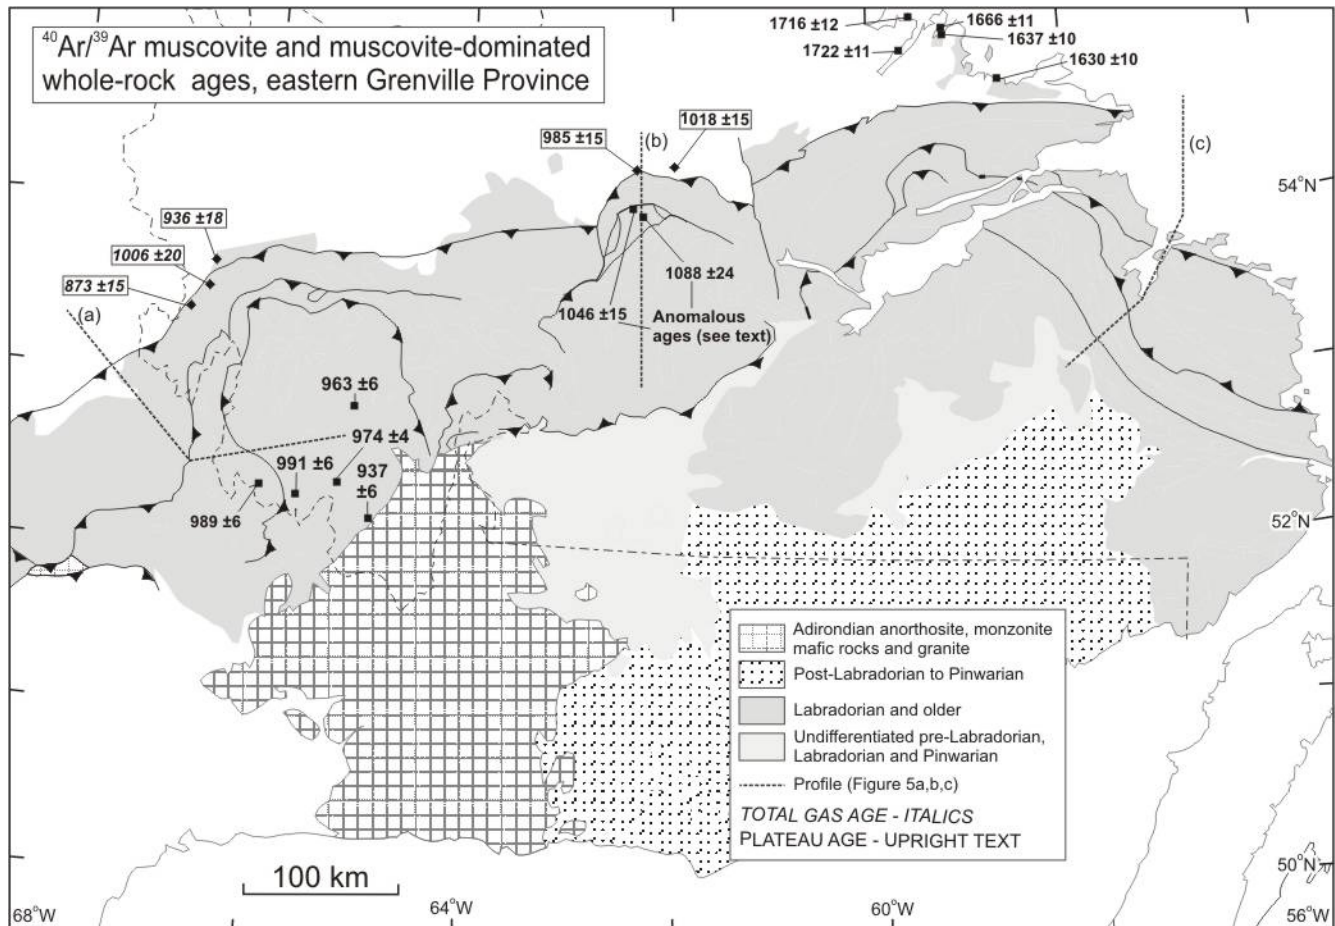 ⁴⁰Ar/³⁹Ar muscovite and muscovite-dominated
whole-rock ages, eastern Grenville Province
1716 ±12
1666 ±11
1637 ±10
1722 ±11
1630 ±10
985 ±15
(b)
1018 ±15
(c)
54°N
936 ±18
1006 ±20
873 ±15
(a)
1088 ±24
1046 ±15
Anomalous
ages (see text)
963 ±6
974 ±4
991 ±6
937
±6
989 ±6
52°N
Adirondian anorthosite, monzonite
mafic rocks and granite
Post-Labradorian to Pinwarian
Labradorian and older
Undifferentiated pre-Labradorian,
Labradorian and Pinwarian
Profile (Figure 5a,b,c)
TOTAL GAS AGE - ITALICS
PLATEAU AGE - UPRIGHT TEXT
50°N
100 km
68°W
64°W
60°W
56°W